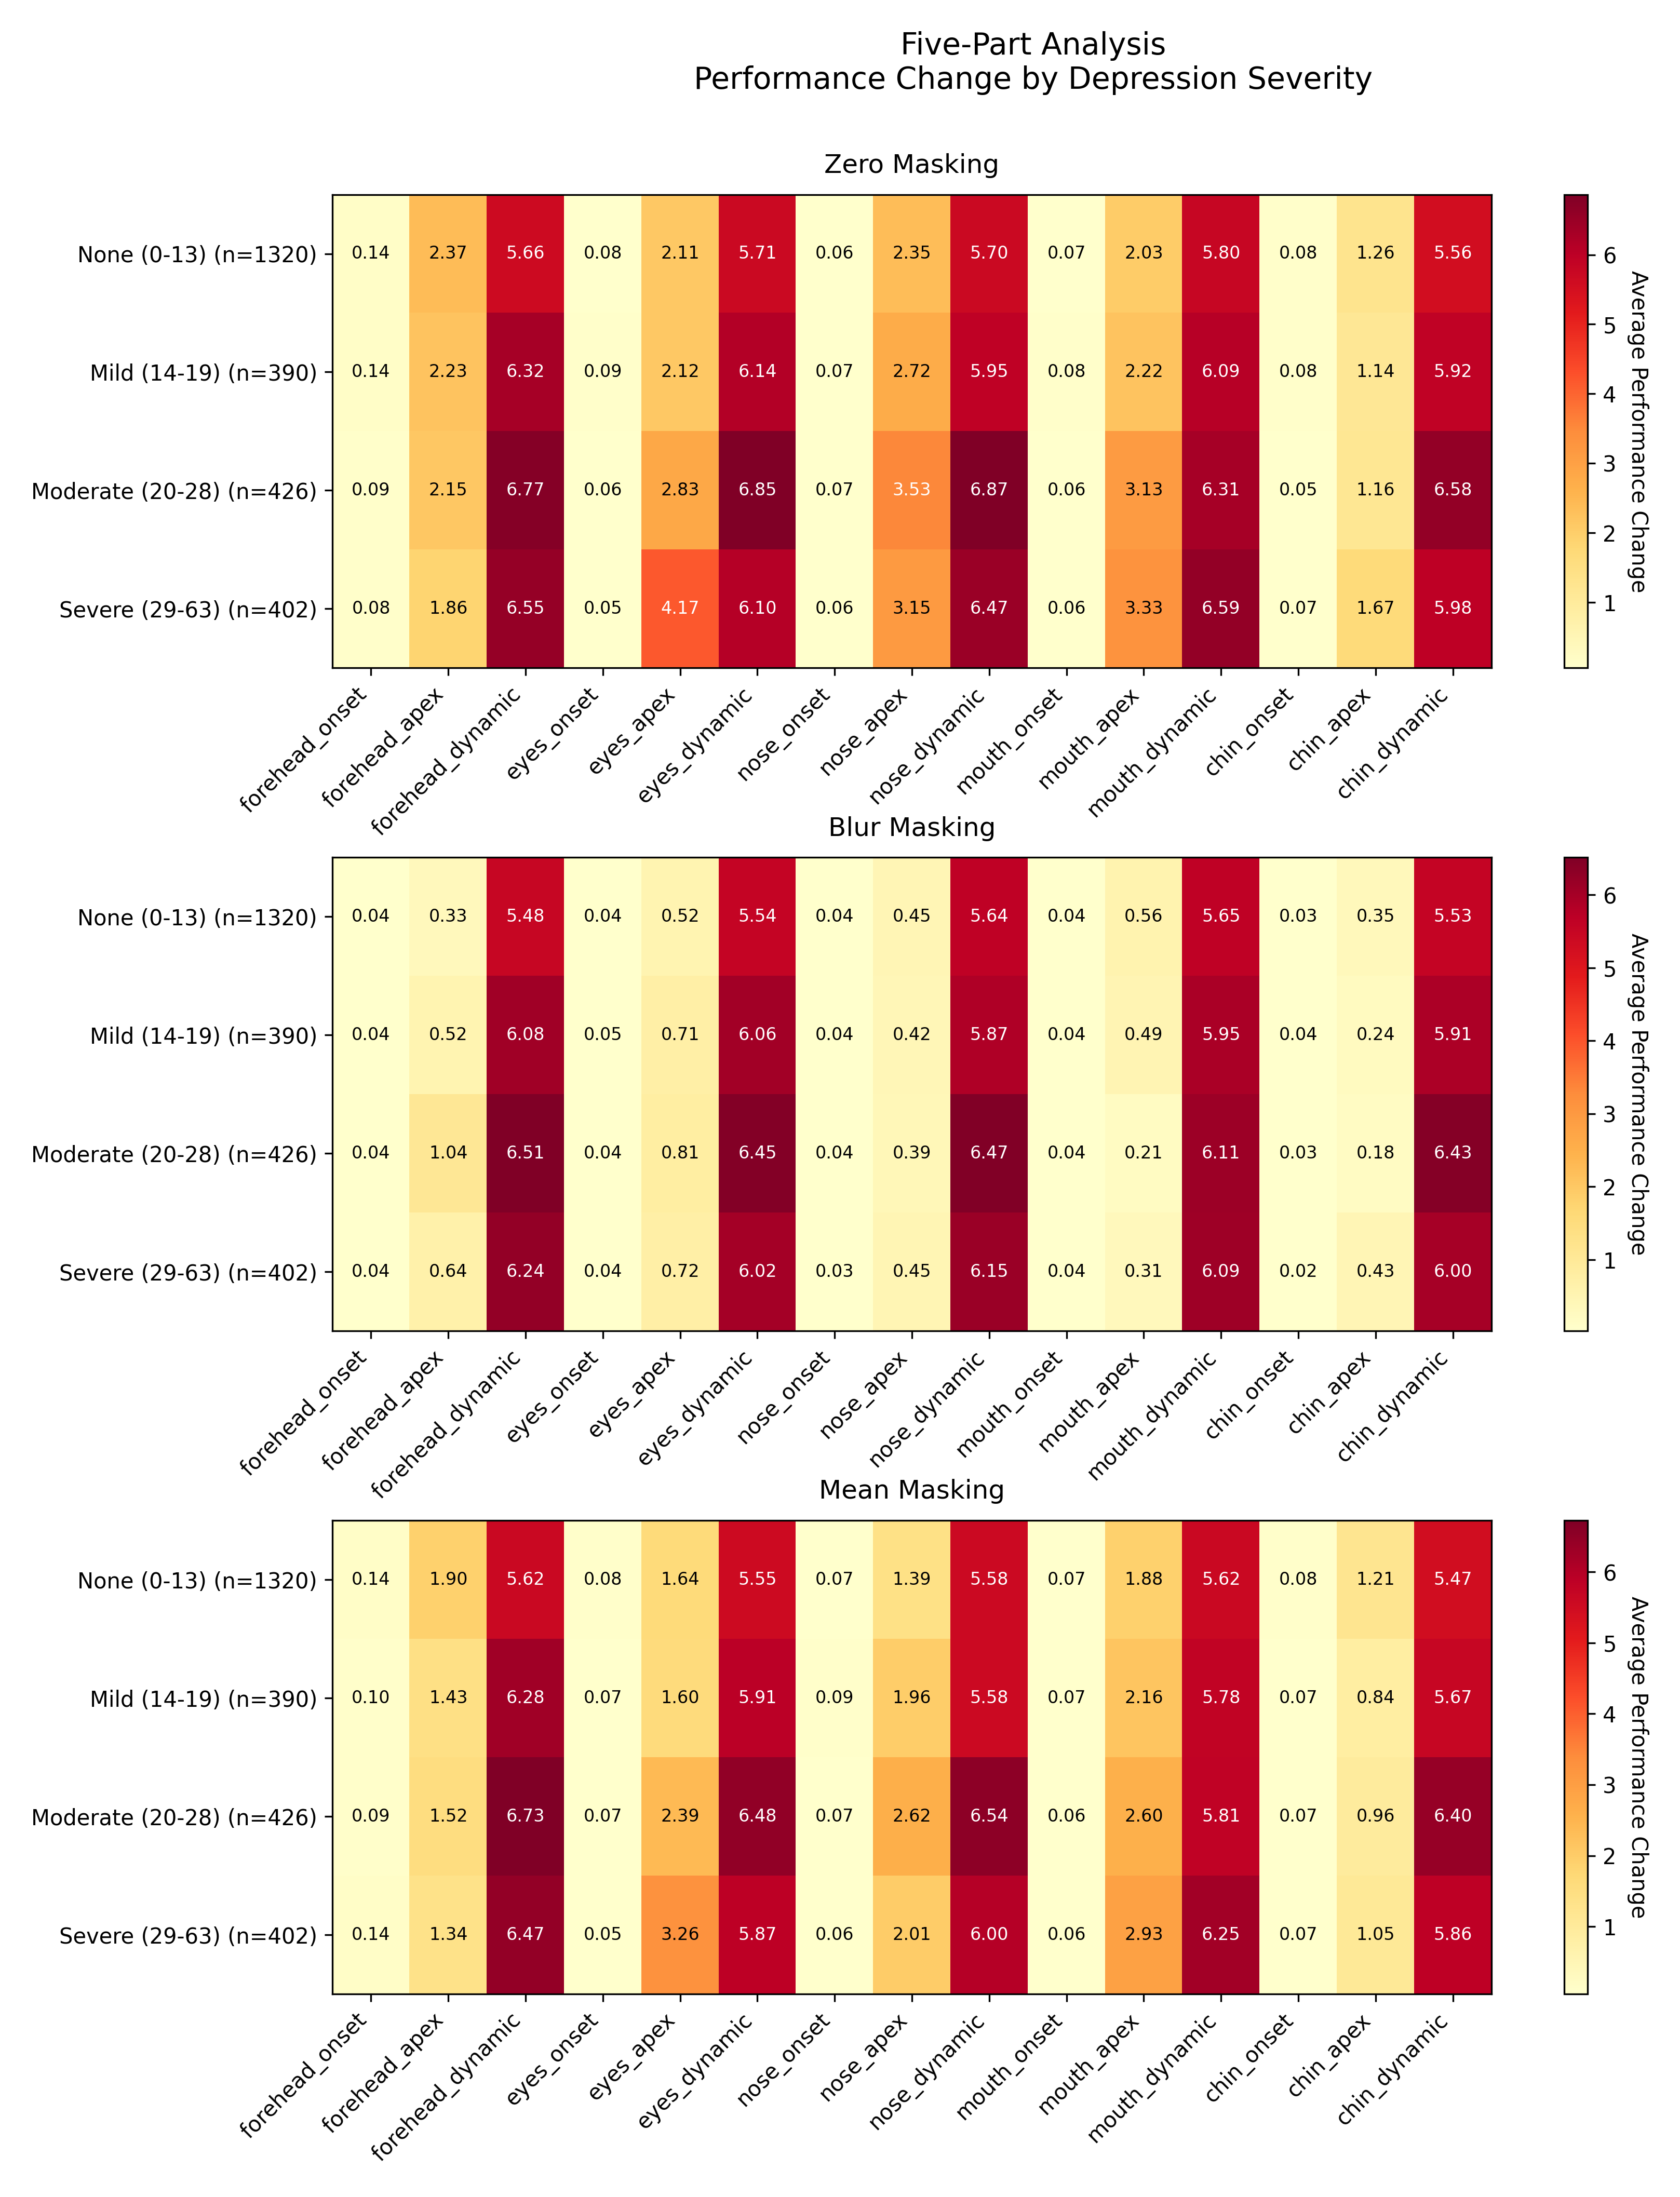 Five-Part Analysis
Performance Change by Depression Severity
Zero Masking
None (0-13) (n=1320) 0.14 2.37 5.66 0.08 2.11 5.71 0.06 2.35 5.70 0.07 2.03 5.80 0.08 1.26 5.56
Mild (14-19) (n=390) 0.14 2.23 6.32 0.09 2.12 6.14 0.07 2.72 5.95 0.08 2.22 6.09 0.08 1.14 5.92
Moderate (20-28) (n=426) 0.09 2.15 6.77 0.06 2.83 6.85 0.07 3.53 6.87 0.06 3.13 6.31 0.05 1.16 6.58
Severe (29-63) (n=402) 0.08 1.86 6.55 0.05 4.17 6.10 0.06 3.15 6.47 0.06 3.33 6.59 0.07 1.67 5.98
forehead_onset forehead_apex forehead_dynamic eyes_onset eyes_apex eyes_dynamic nose_onset nose_apex nose_dynamic mouth_onset mouth_apex mouth_dynamic chin_onset chin_apex chin_dynamic
6
5
4
3
2
1
Average Performance Change
Blur Masking
None (0-13) (n=1320) 0.04 0.33 5.48 0.04 0.52 5.54 0.04 0.45 5.64 0.04 0.56 5.65 0.03 0.35 5.53
Mild (14-19) (n=390) 0.04 0.52 6.08 0.05 0.71 6.06 0.04 0.42 5.87 0.04 0.49 5.95 0.04 0.24 5.91
Moderate (20-28) (n=426) 0.04 1.04 6.51 0.04 0.81 6.45 0.04 0.39 6.47 0.04 0.21 6.11 0.03 0.18 6.43
Severe (29-63) (n=402) 0.04 0.64 6.24 0.04 0.72 6.02 0.03 0.45 6.15 0.04 0.31 6.09 0.02 0.43 6.00
forehead_onset forehead_apex forehead_dynamic eyes_onset eyes_apex eyes_dynamic nose_onset nose_apex nose_dynamic mouth_onset mouth_apex mouth_dynamic chin_onset chin_apex chin_dynamic
6
5
4
3
2
1
Average Performance Change
Mean Masking
None (0-13) (n=1320) 0.14 1.90 5.62 0.08 1.64 5.55 0.07 1.39 5.58 0.07 1.88 5.62 0.08 1.21 5.47
Mild (14-19) (n=390) 0.10 1.43 6.28 0.07 1.60 5.91 0.09 1.96 5.58 0.07 2.16 5.78 0.07 0.84 5.67
Moderate (20-28) (n=426) 0.09 1.52 6.73 0.07 2.39 6.48 0.07 2.62 6.54 0.06 2.60 5.81 0.07 0.96 6.40
Severe (29-63) (n=402) 0.14 1.34 6.47 0.05 3.26 5.87 0.06 2.01 6.00 0.06 2.93 6.25 0.07 1.05 5.86
forehead_onset forehead_apex forehead_dynamic eyes_onset eyes_apex eyes_dynamic nose_onset nose_apex nose_dynamic mouth_onset mouth_apex mouth_dynamic chin_onset chin_apex chin_dynamic
6
5
4
3
2
1
Average Performance Change